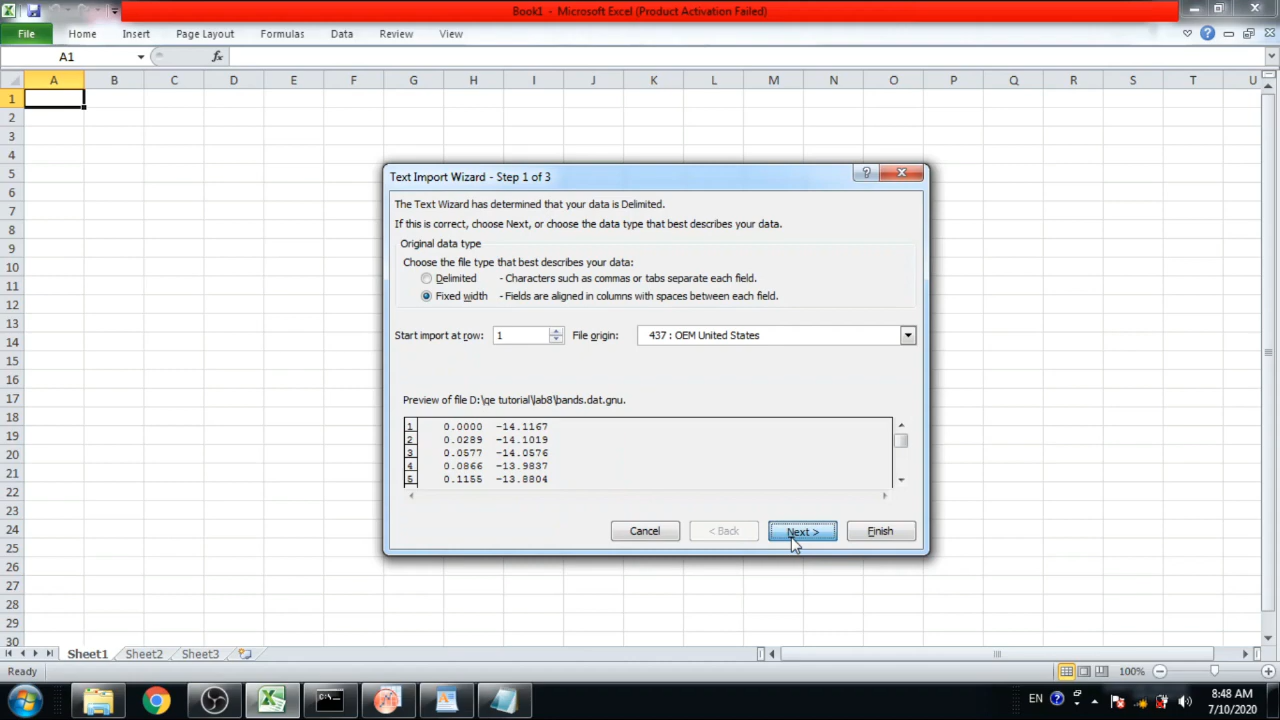 Book1 - Microsoft Excel (Product Activation Failed)
File Home Insert Page Layout Formulas Data Review View
A1 fx
A B C D E F G H I J K L M N O P Q R S T U
1
2
3
4
5
6
7
8
9
10
11
12
13
14
15
16
17
18
19
20
21
22
23
24
25
26
27
28
29
30
Text Import Wizard - Step 1 of 3
The Text Wizard has determined that your data is Delimited.
If this is correct, choose Next, or choose the data type that best describes your data.
Original data type
Choose the file type that best describes your data:
Delimited - Characters such as commas or tabs separate each field.
Fixed width - Fields are aligned in columns with spaces between each field.
Start import at row: 1 File origin: 437 : OEM United States
Preview of file D:\qe tutorial\lab8\bands.dat.gnu.
1 0.0000 -14.1167
2 0.0289 -14.1019
3 0.0577 -14.0576
4 0.0866 -13.9837
5 0.1155 -13.8804
Cancel < Back Next > Finish
Sheet1 Sheet2 Sheet3
Ready 100%
EN 8:48 AM
7/10/2020